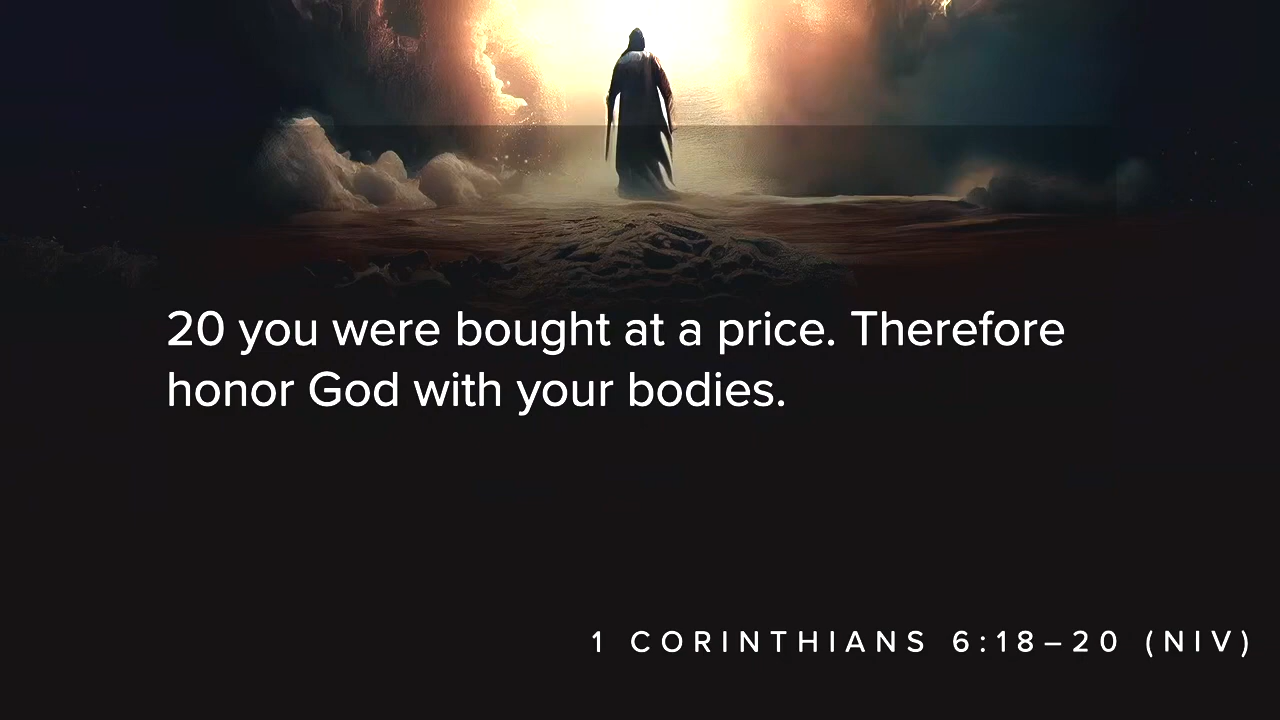 20 you were bought at a price. Therefore
honor God with your bodies.
1 CORINTHIANS 6:18–20 (NIV)